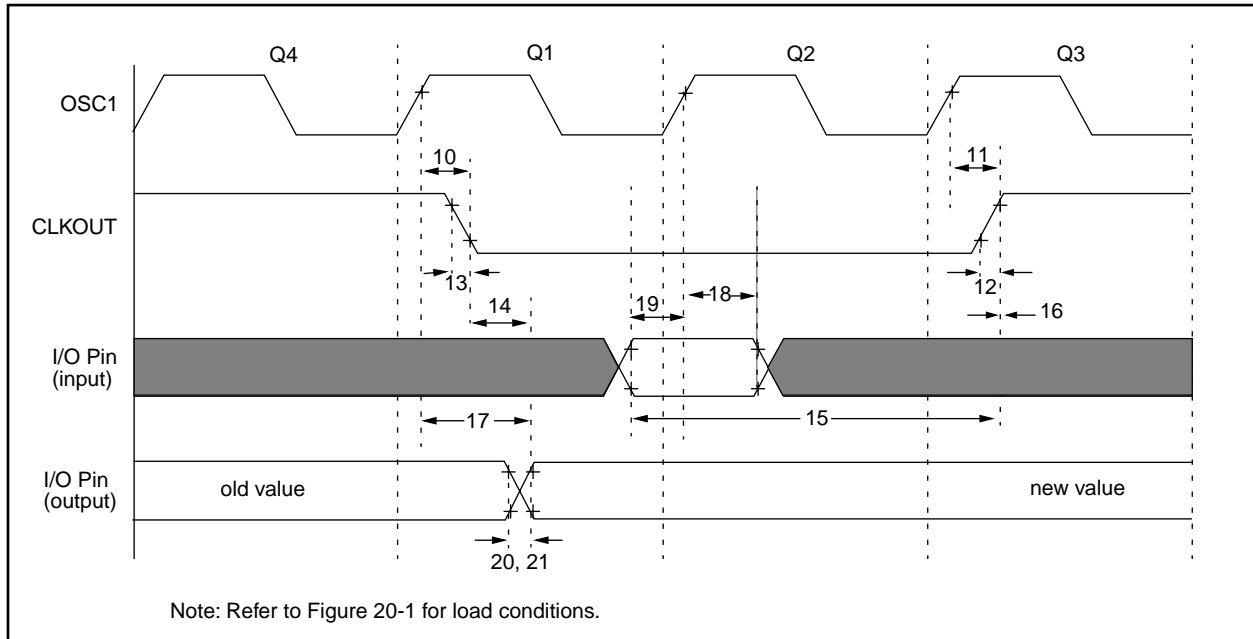 Q4 Q1 Q2 Q3
OSC1
10 11
CLKOUT
13 12
14 19 18 16
I/O Pin
(input)
17 15
I/O Pin
(output)
old value new value
20, 21
Note: Refer to Figure 20-1 for load conditions.